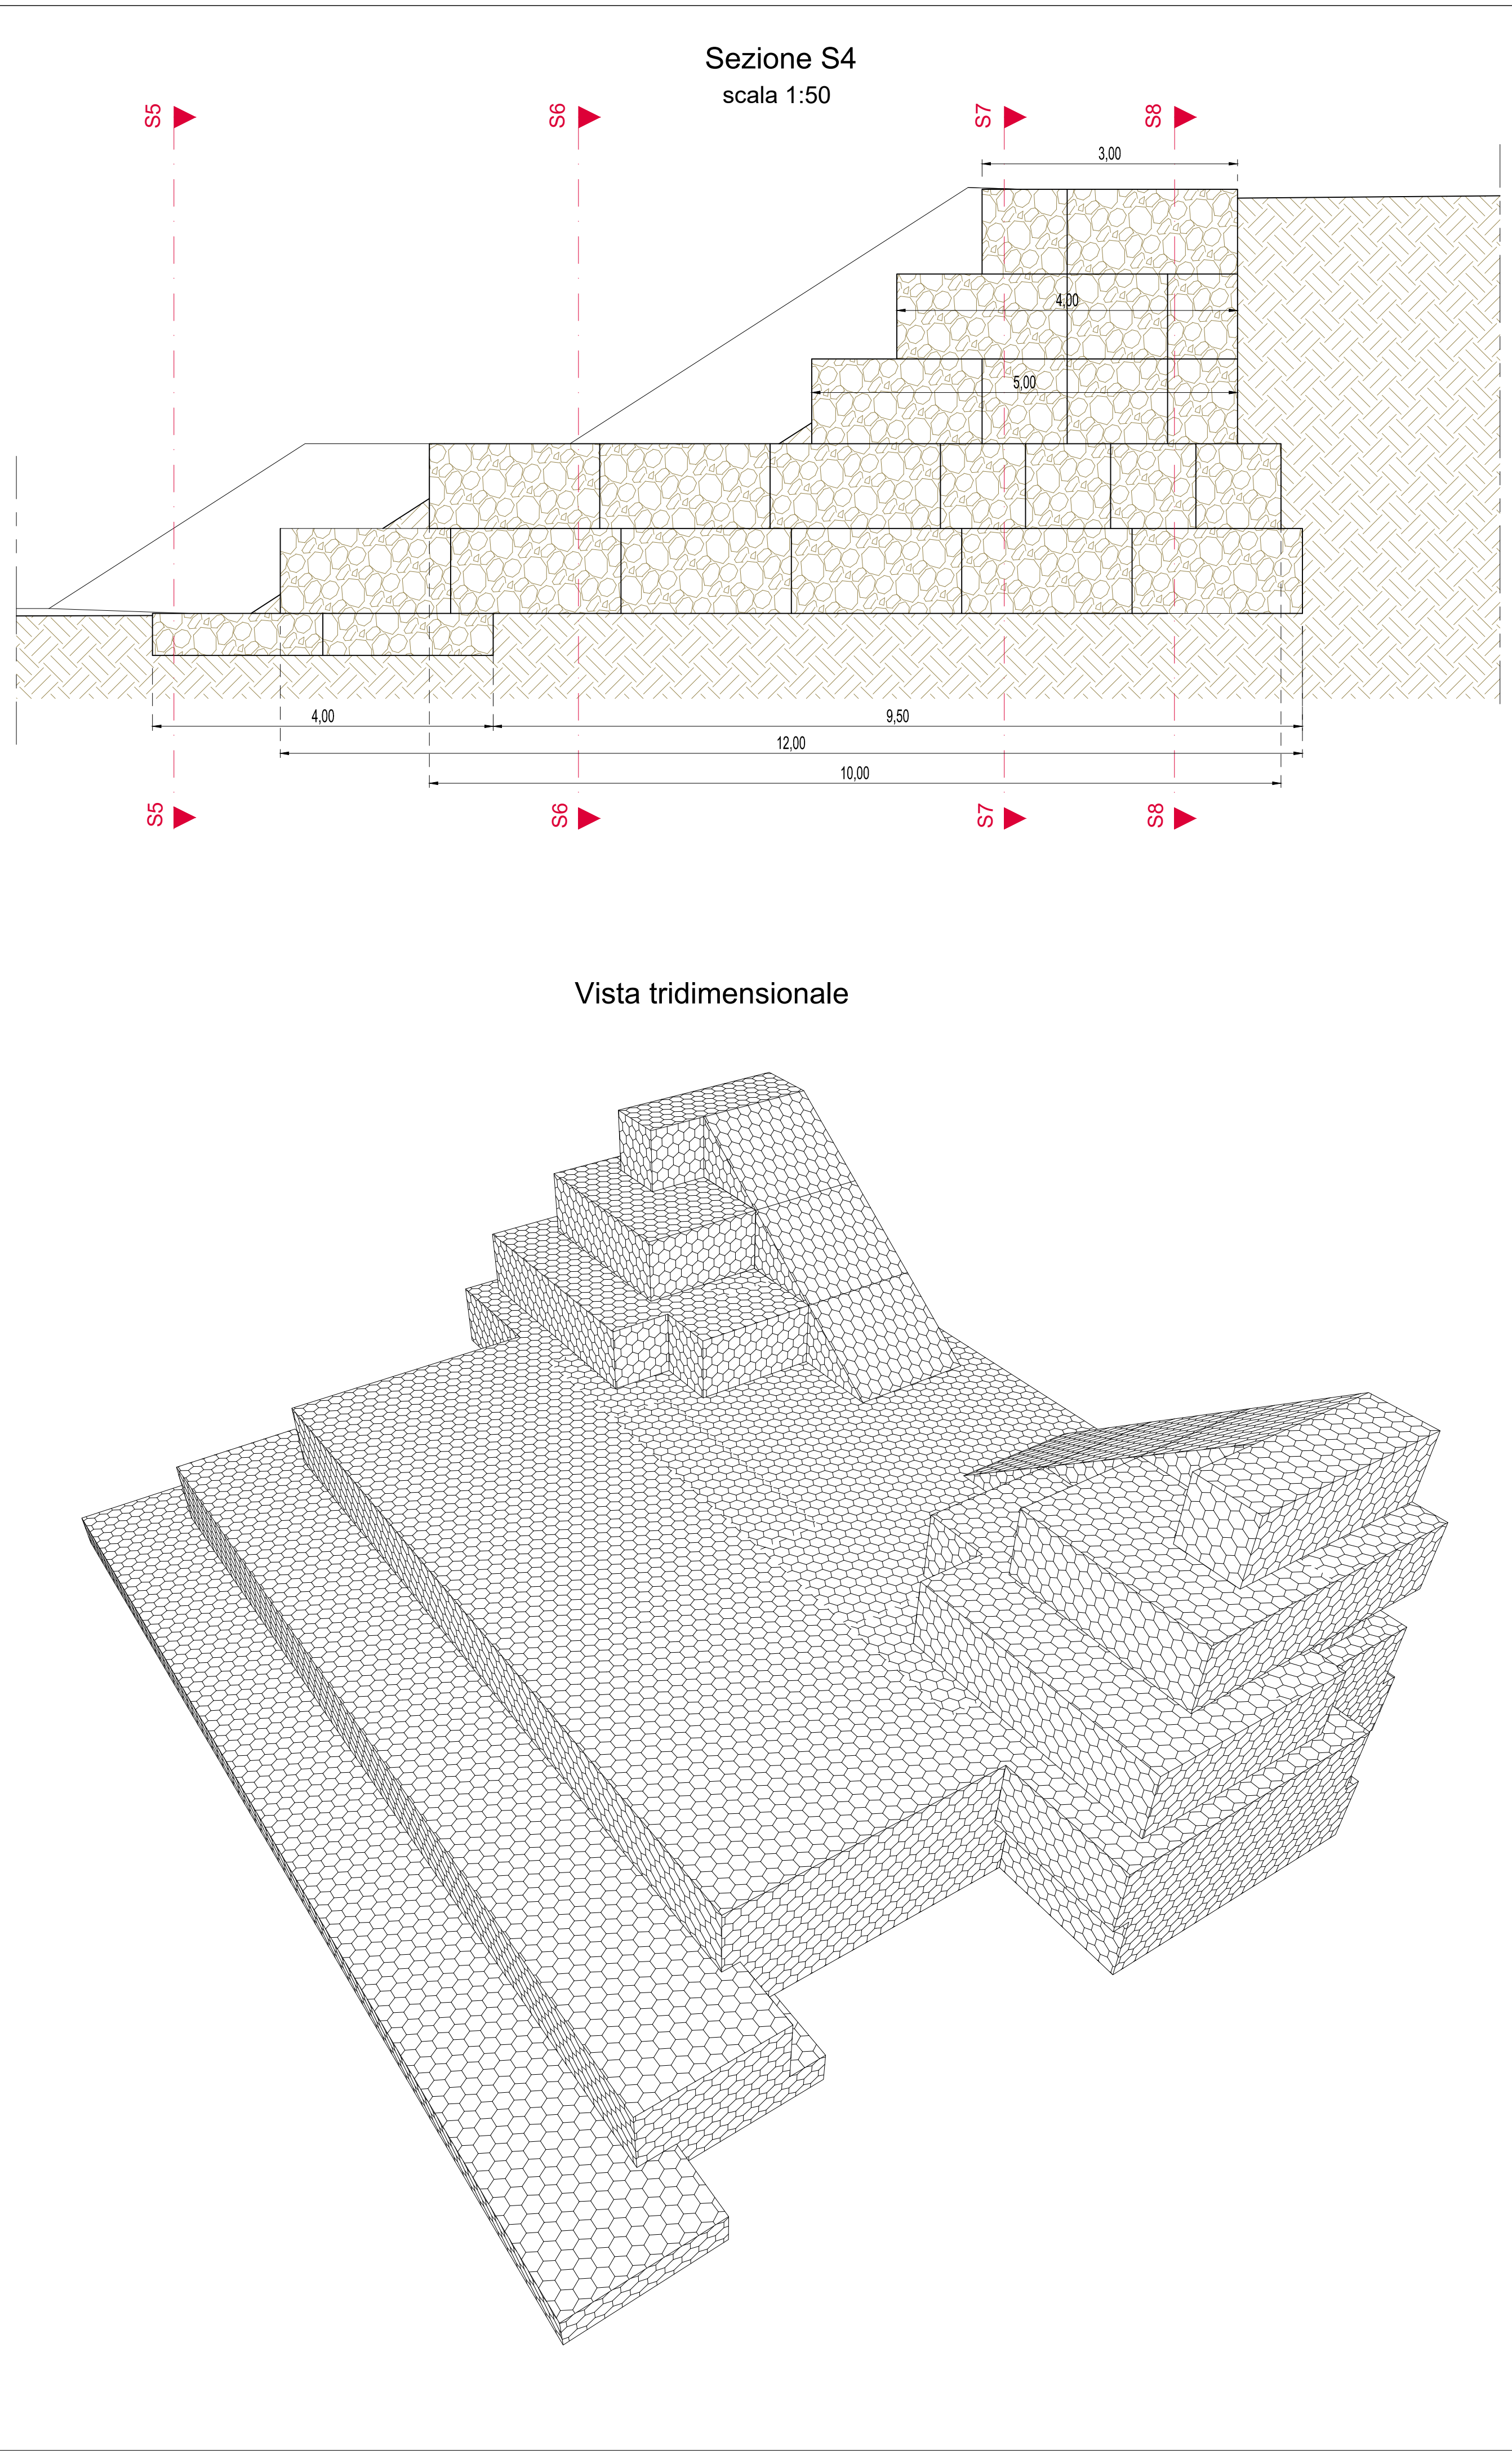 Sezione S4
scala 1:50
S5
S6
S7
S8
3,00
4,00
5,00
4,00
9,50
12,00
10,00
S5
S6
S7
S8
Vista tridimensionale